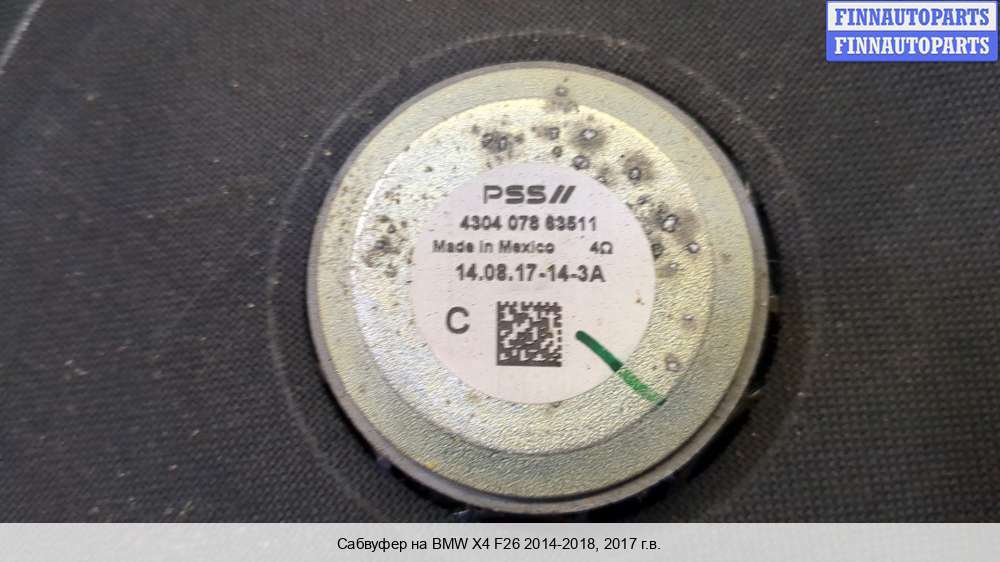 FINNAUTOPARTS
FINNAUTOPARTS
PSS//
4304 078 63511
Made in Mexico 4Ω
14.08.17-14-3A
C
Сабвуфер на BMW X4 F26 2014-2018, 2017 г.в.